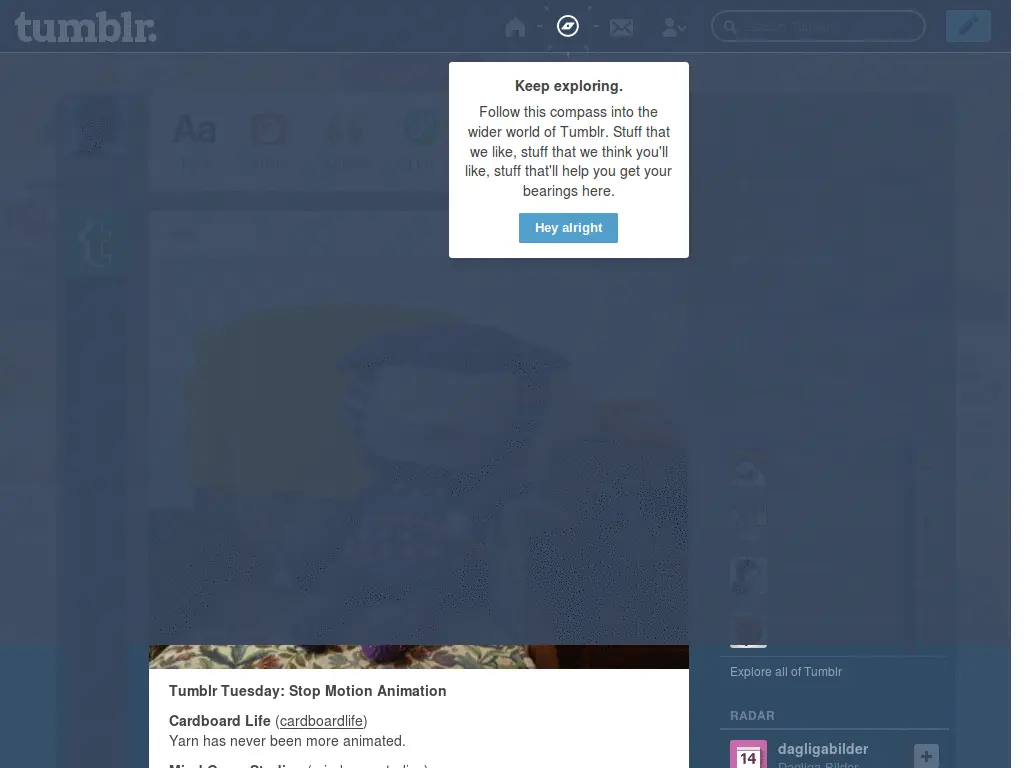 tumblr.
Keep exploring.
Follow this compass into the
wider world of Tumblr. Stuff that
we like, stuff that we think you'll
like, stuff that'll help you get your
bearings here.
Hey alright
Aa
Tumblr Tuesday: Stop Motion Animation
Cardboard Life (cardboardlife)
Yarn has never been more animated.
Explore all of Tumblr
RADAR
14
dagligabilder
Dagliga Bilder